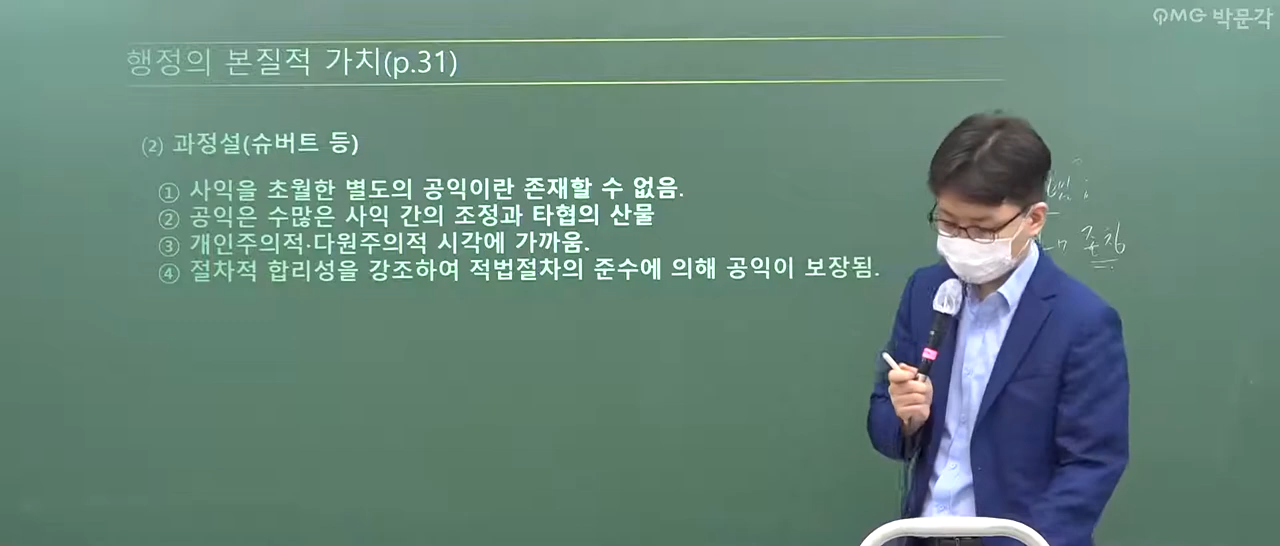 PMG 박문각
행정의 본질적 가치(p.31)
(2) 과정설(슈버트 등)
① 사익을 초월한 별도의 공익이란 존재할 수 없음.
② 공익은 수많은 사익 간의 조정과 타협의 산물
③ 개인주의적·다원주의적 시각에 가까움.
④ 절차적 합리성을 강조하여 적법절차의 준수에 의해 공익이 보장됨.